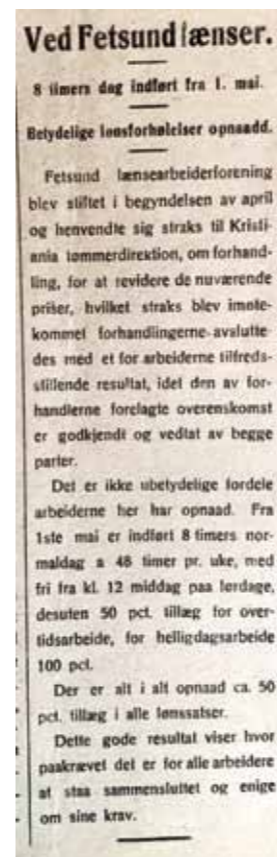 Ved Fetsund lænser.
8 timers dag indført fra 1. mai.
Betydelige lønsforhøielser opnaadd.
Fetsund lænsearbeiderforening
blev stiftet i begyndelsen av april
og henvendte sig straks til Kristi-
ania tømmerdirektion, om forhand-
ling, for at revidere de nuværende
priser, hvilket straks blev imøte-
kommet forhandlingerne avslutte-
des med et for arbeiderne tilfreds-
stillende resultat, idet den av for-
handlerne forelagte overenskomst
er godkjendt og vedtat av begge
parter.
Det er ikke ubetydelige fordele
arbeiderne her har opnaad. Fra
1ste mai er indført 8 timers nor-
maldag a 48 timer pr. uke, med
fri fra kl. 12 middag paa lørdage,
desuten 50 pct. tillæg for over-
tidsarbeide, for helligdagsarbeide
100 pct.
Der er alt i alt opnaad ca. 50
pct. tillæg i alle lønssatser.
Dette gode resultat viser hvor
paakrævet det er for alle arbeidere
at staa sammensluttet og enige
om sine krav.